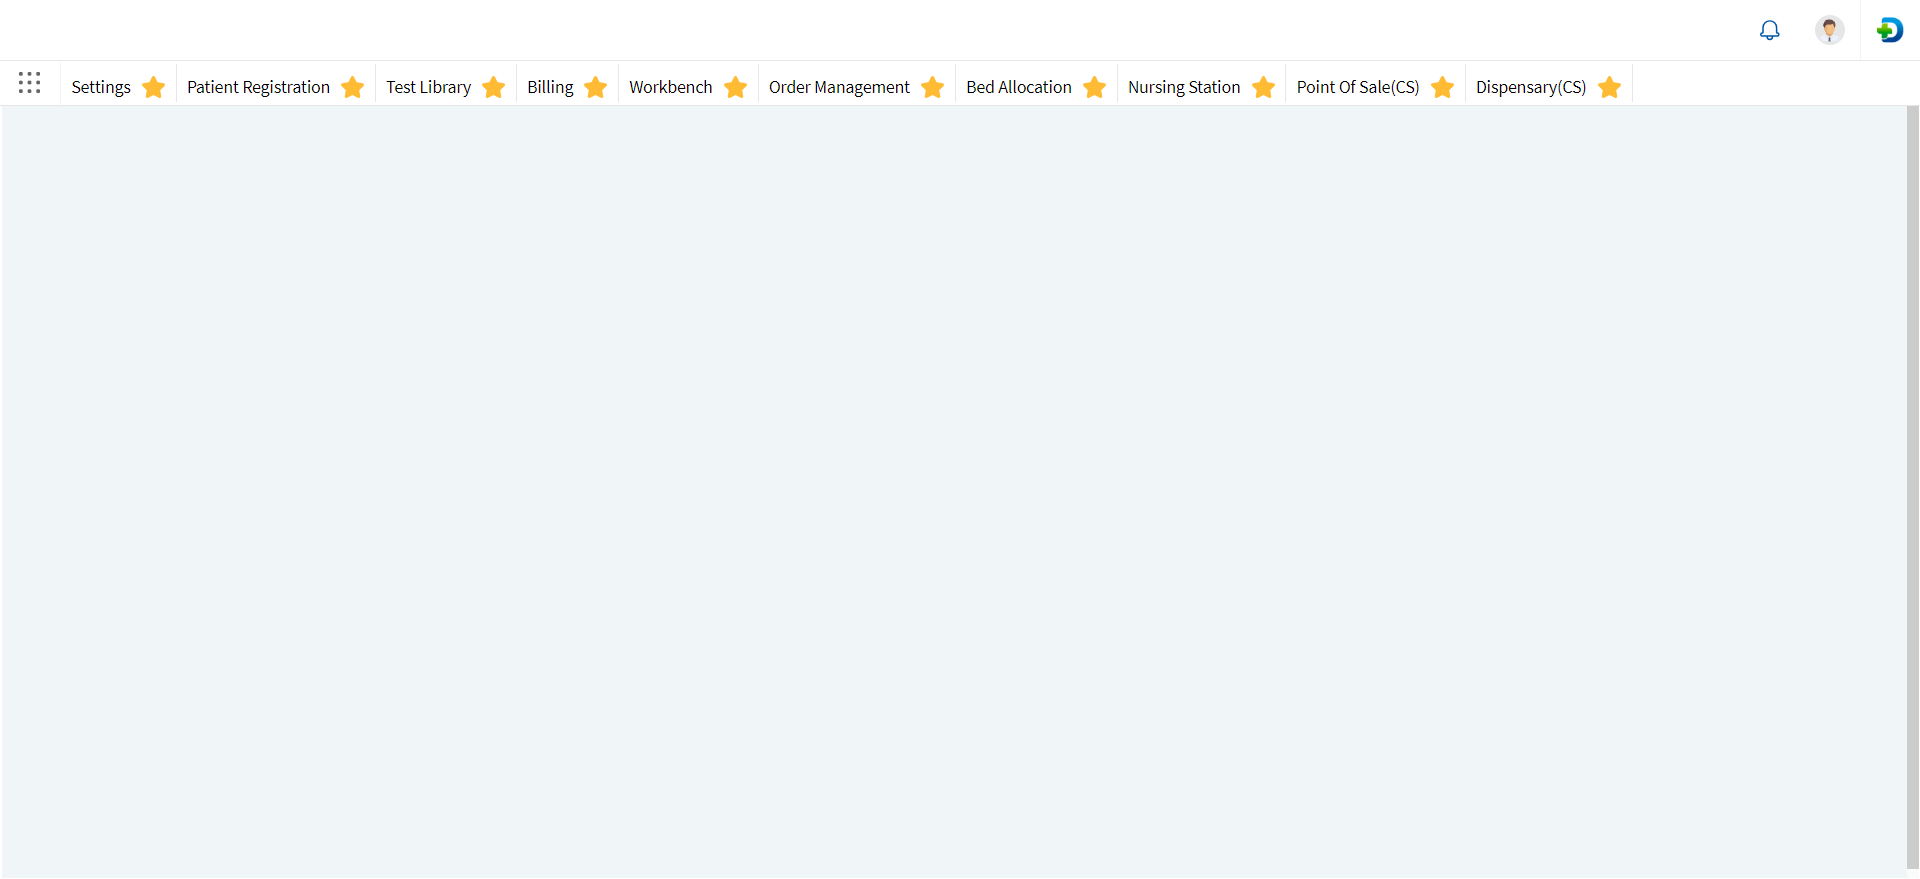 Settings Patient Registration Test Library Billing Workbench Order Management Bed Allocation Nursing Station Point Of Sale(CS) Dispensary(CS)